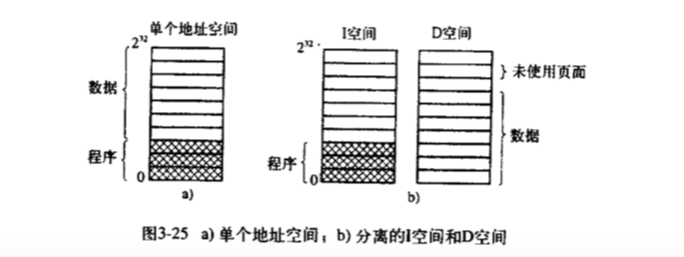 单个地址空间
I空间
D空间
2³²
2³²
未使用页面
数据
数据
程序
程序
0
0
a)
b)
图3-25 a) 单个地址空间；b) 分离的I空间和D空间